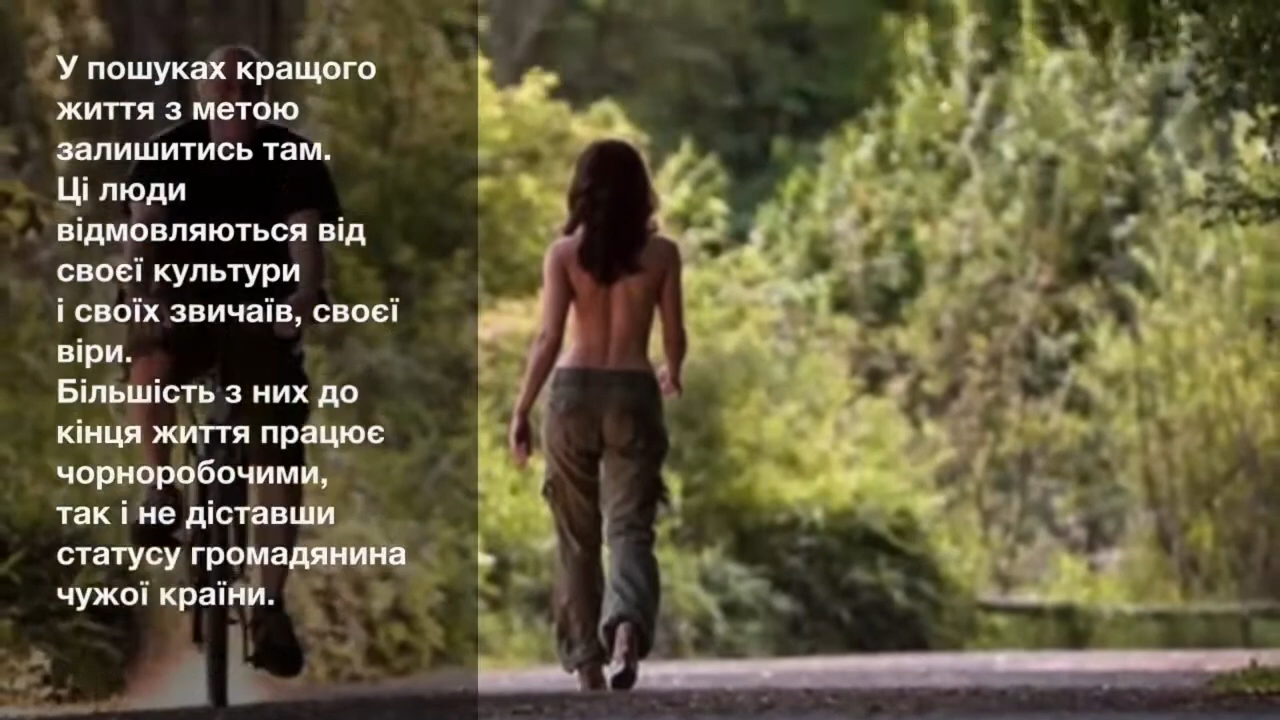 У пошуках кращого
життя з метою
залишитись там.
Ці люди
відмовляються від
своєї культури
і своїх звичаїв, своєї
віри.
Більшість з них до
кінця життя працює
чорноробочими,
так і не діставши
статусу громадянина
чужої країни.